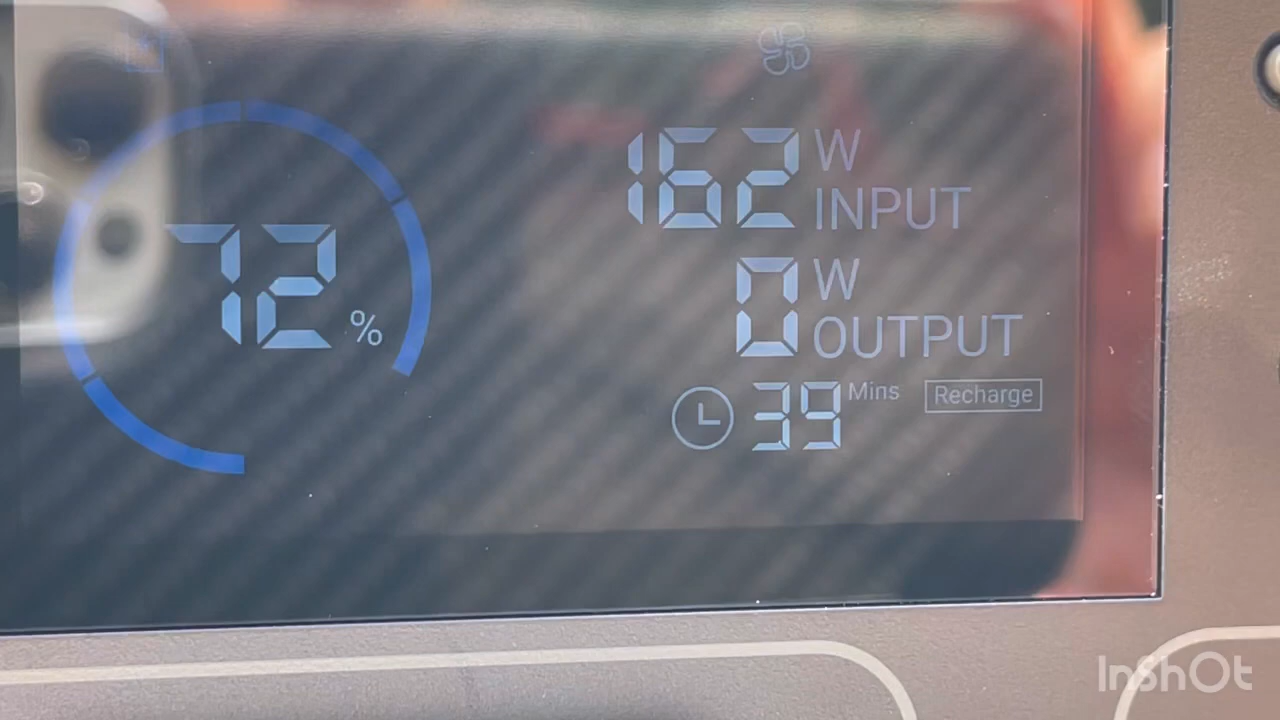 72 %
162 W
INPUT
0 W
OUTPUT
39 Mins Recharge
InShOt